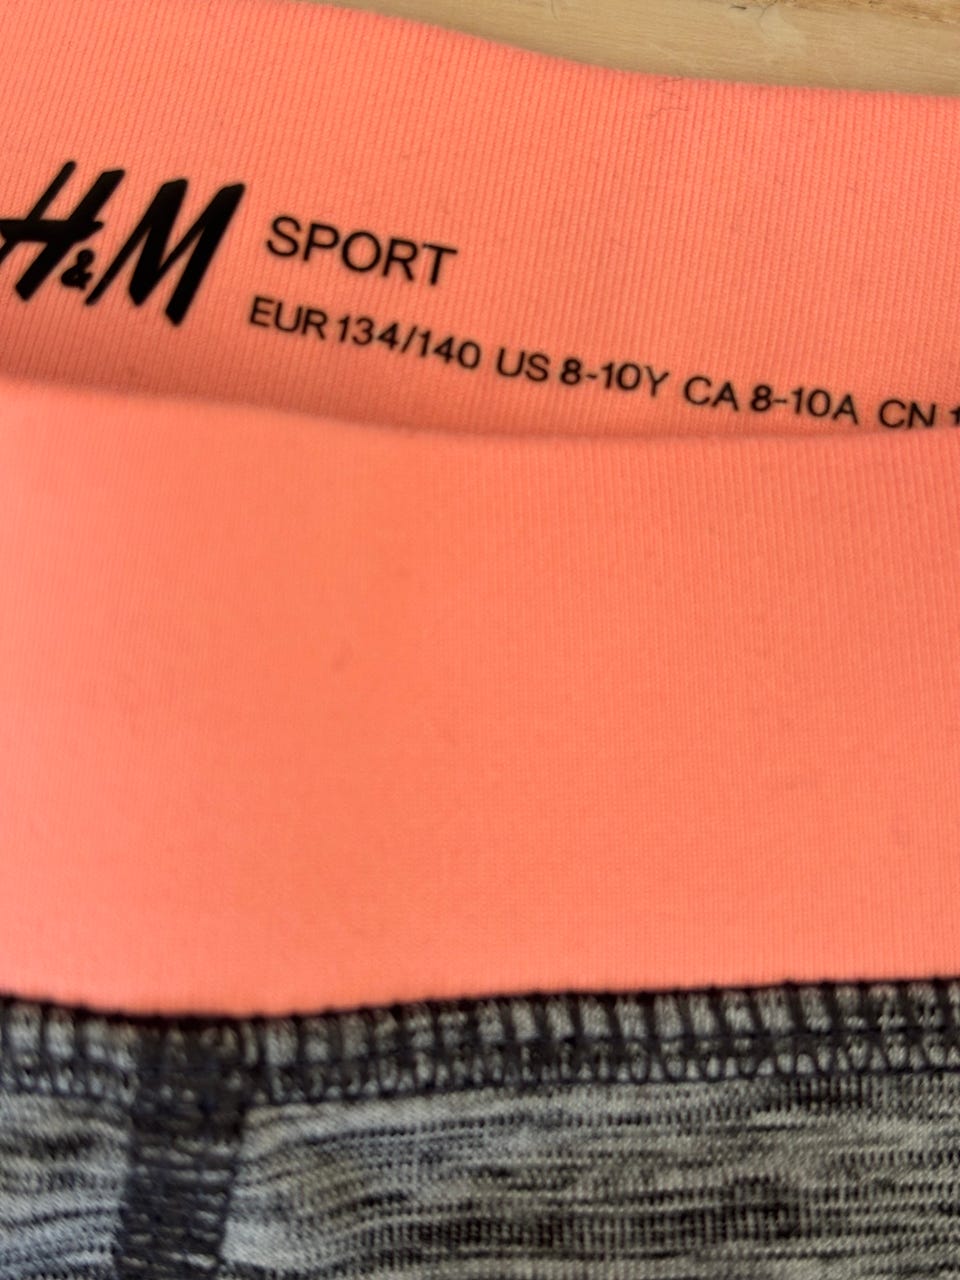 H&M SPORT
EUR 134/140 US 8-10Y CA 8-10A CN